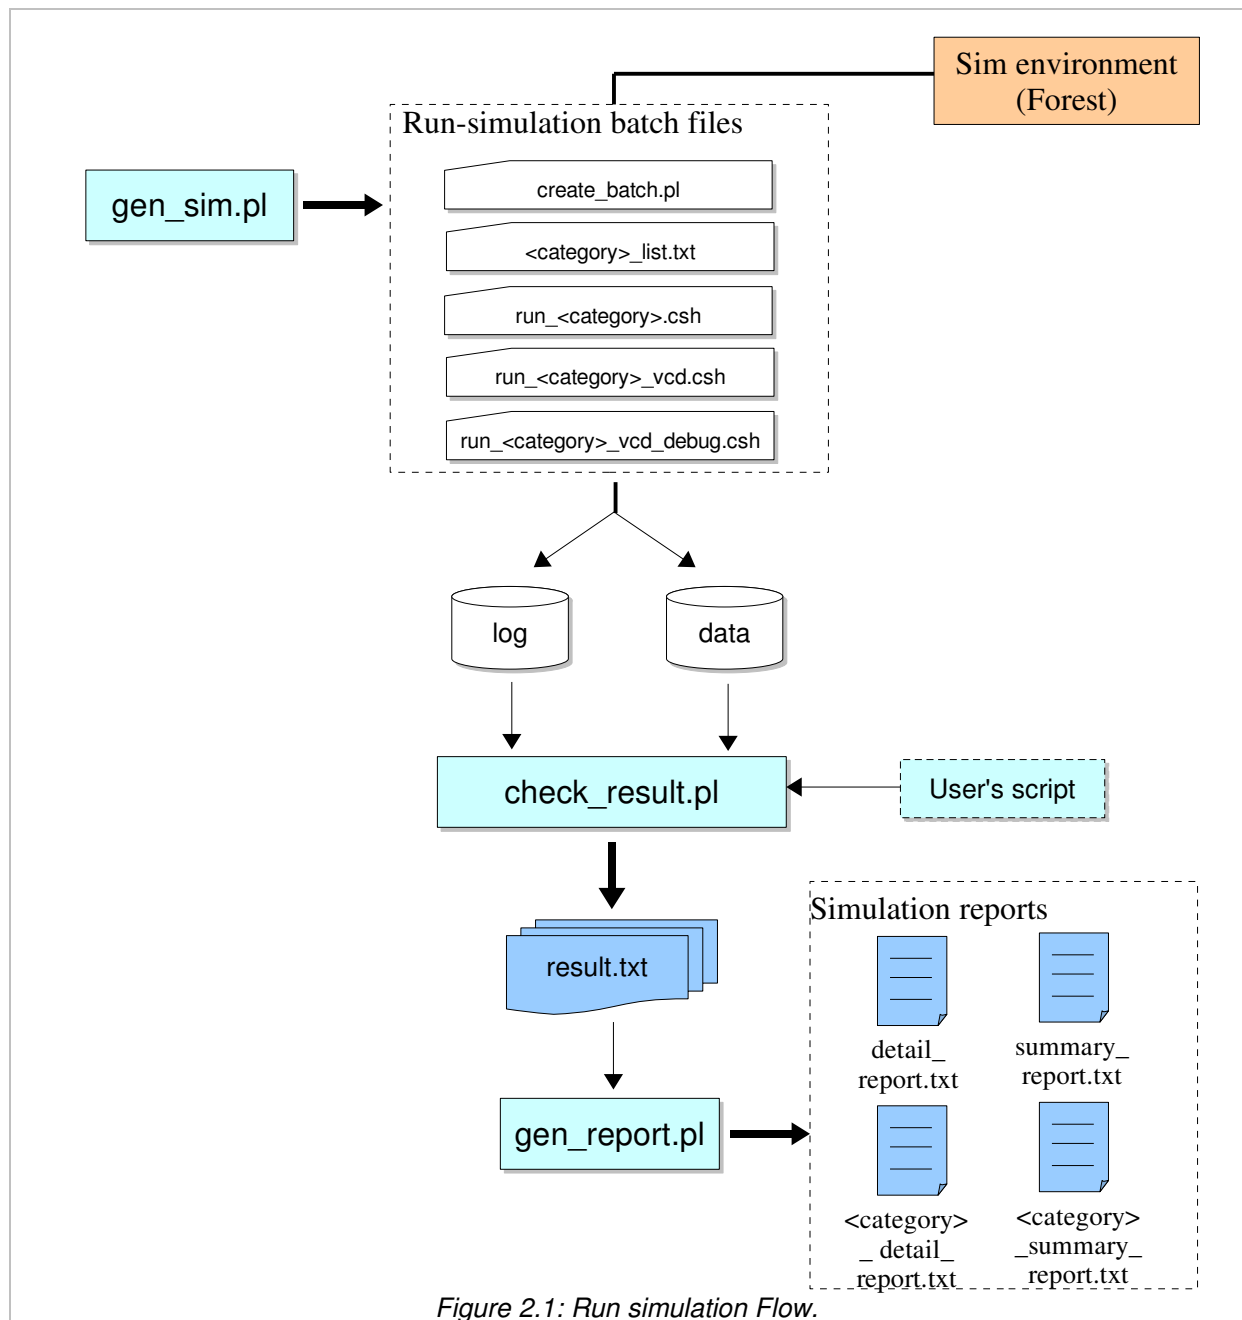 Sim environment
(Forest)
Run-simulation batch files
gen_sim.pl
create_batch.pl
<category>_list.txt
run_<category>.csh
run_<category>_vcd.csh
run_<category>_vcd_debug.csh
log
data
check_result.pl
User's script
result.txt
Simulation reports
detail_
report.txt
summary_
report.txt
gen_report.pl
<category>
_ detail_
report.txt
<category>
_summary_
report.txt
Figure 2.1: Run simulation Flow.